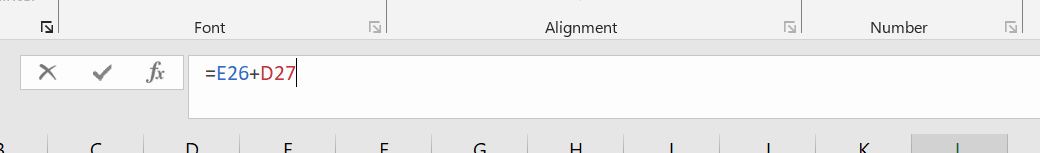 Font Alignment Number
fx =E26+D27
C D E F G H I J K L